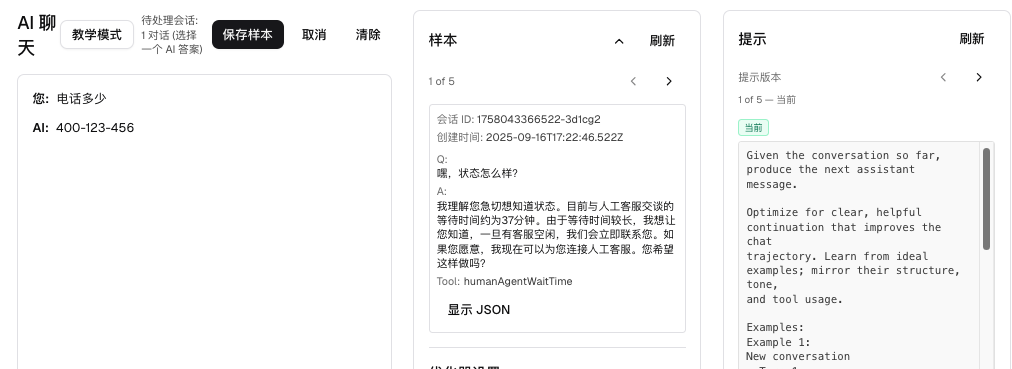 AI 聊
天
教学模式
待处理会话:
1 对话 (选择
一个 AI 答案)
保存样本
取消
清除
您: 电话多少
AI: 400-123-456
样本
刷新
1 of 5
会话 ID: 1758043366522-3d1cg2
创建时间: 2025-09-16T17:22:46.522Z
Q:
嘿，状态怎么样?
A:
我理解您急切想知道状态。目前与人工客服交谈的
等待时间约为37分钟。由于等待时间较长，我想让
您知道，一旦有客服空闲，我们会立即联系您。如
果您愿意，我现在可以为您连接人工客服。您希望
这样做吗?
Tool: humanAgentWaitTime
显示 JSON
提示
刷新
提示版本
1 of 5 — 当前
当前
Given the conversation so far,
produce the next assistant
message.
Optimize for clear, helpful
continuation that improves the
chat
trajectory. Learn from ideal
examples; mirror their structure,
tone,
and tool usage.
Examples:
Example 1:
New conversation